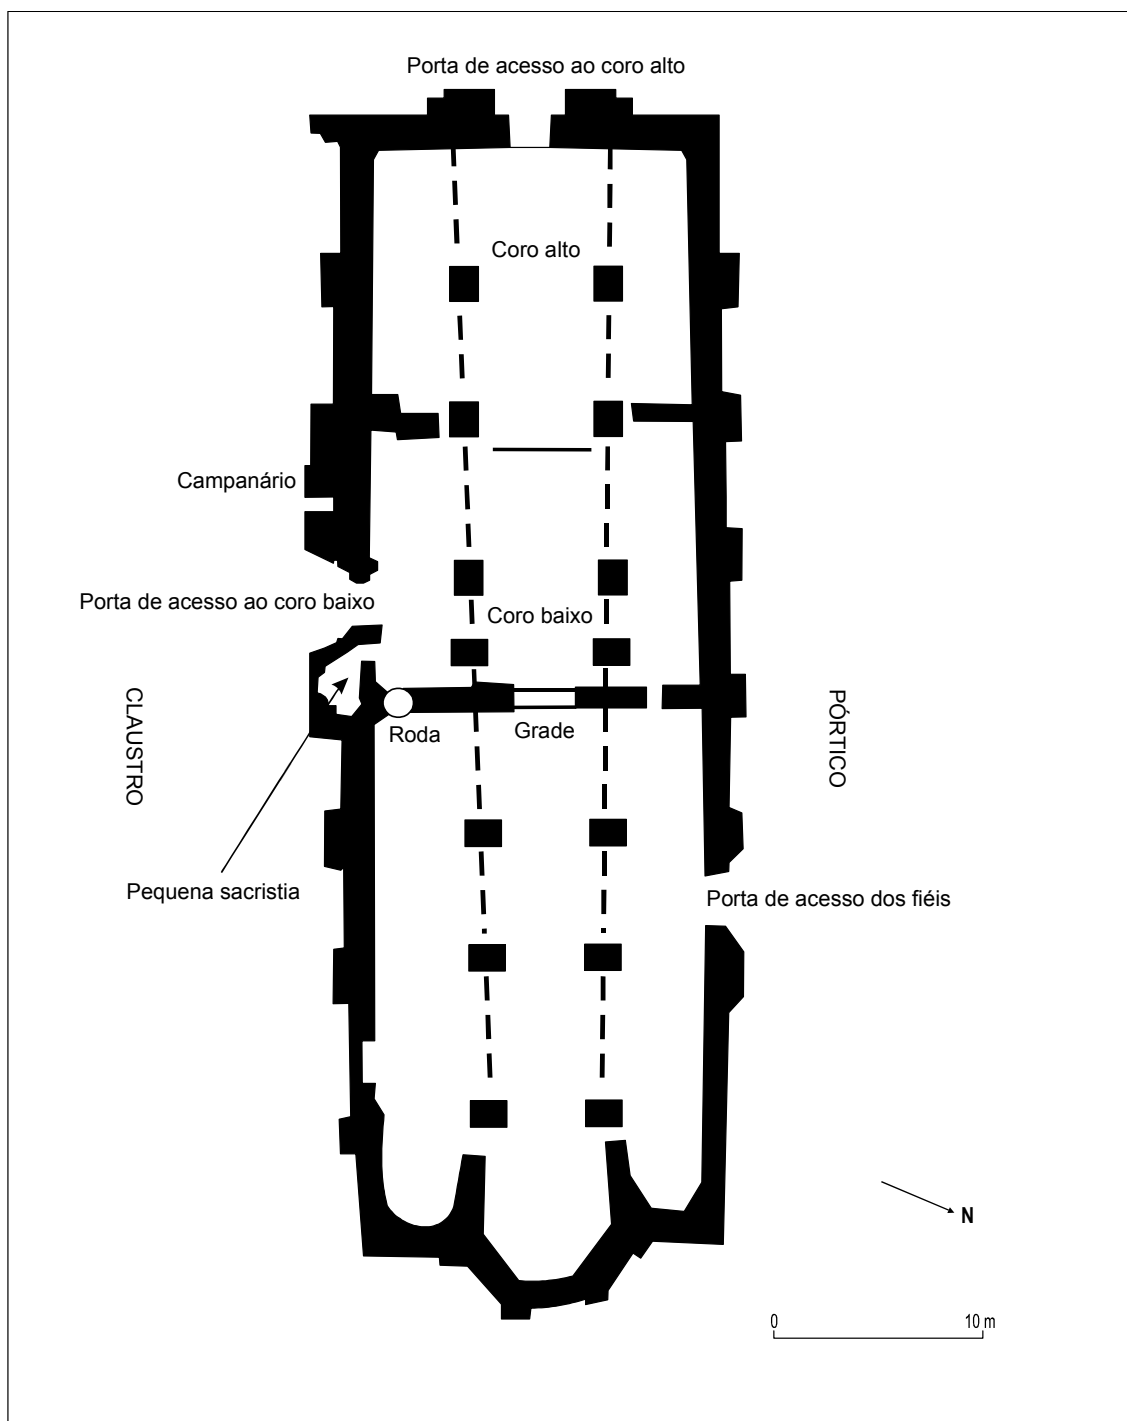 Porta de acesso ao coro alto
Coro alto
Campanário
Porta de acesso ao coro baixo
Coro baixo
CLAUSTRO
Roda
Grade
PÓRTICO
Pequena sacristia
Porta de acesso dos fiéis
N
0 10 m